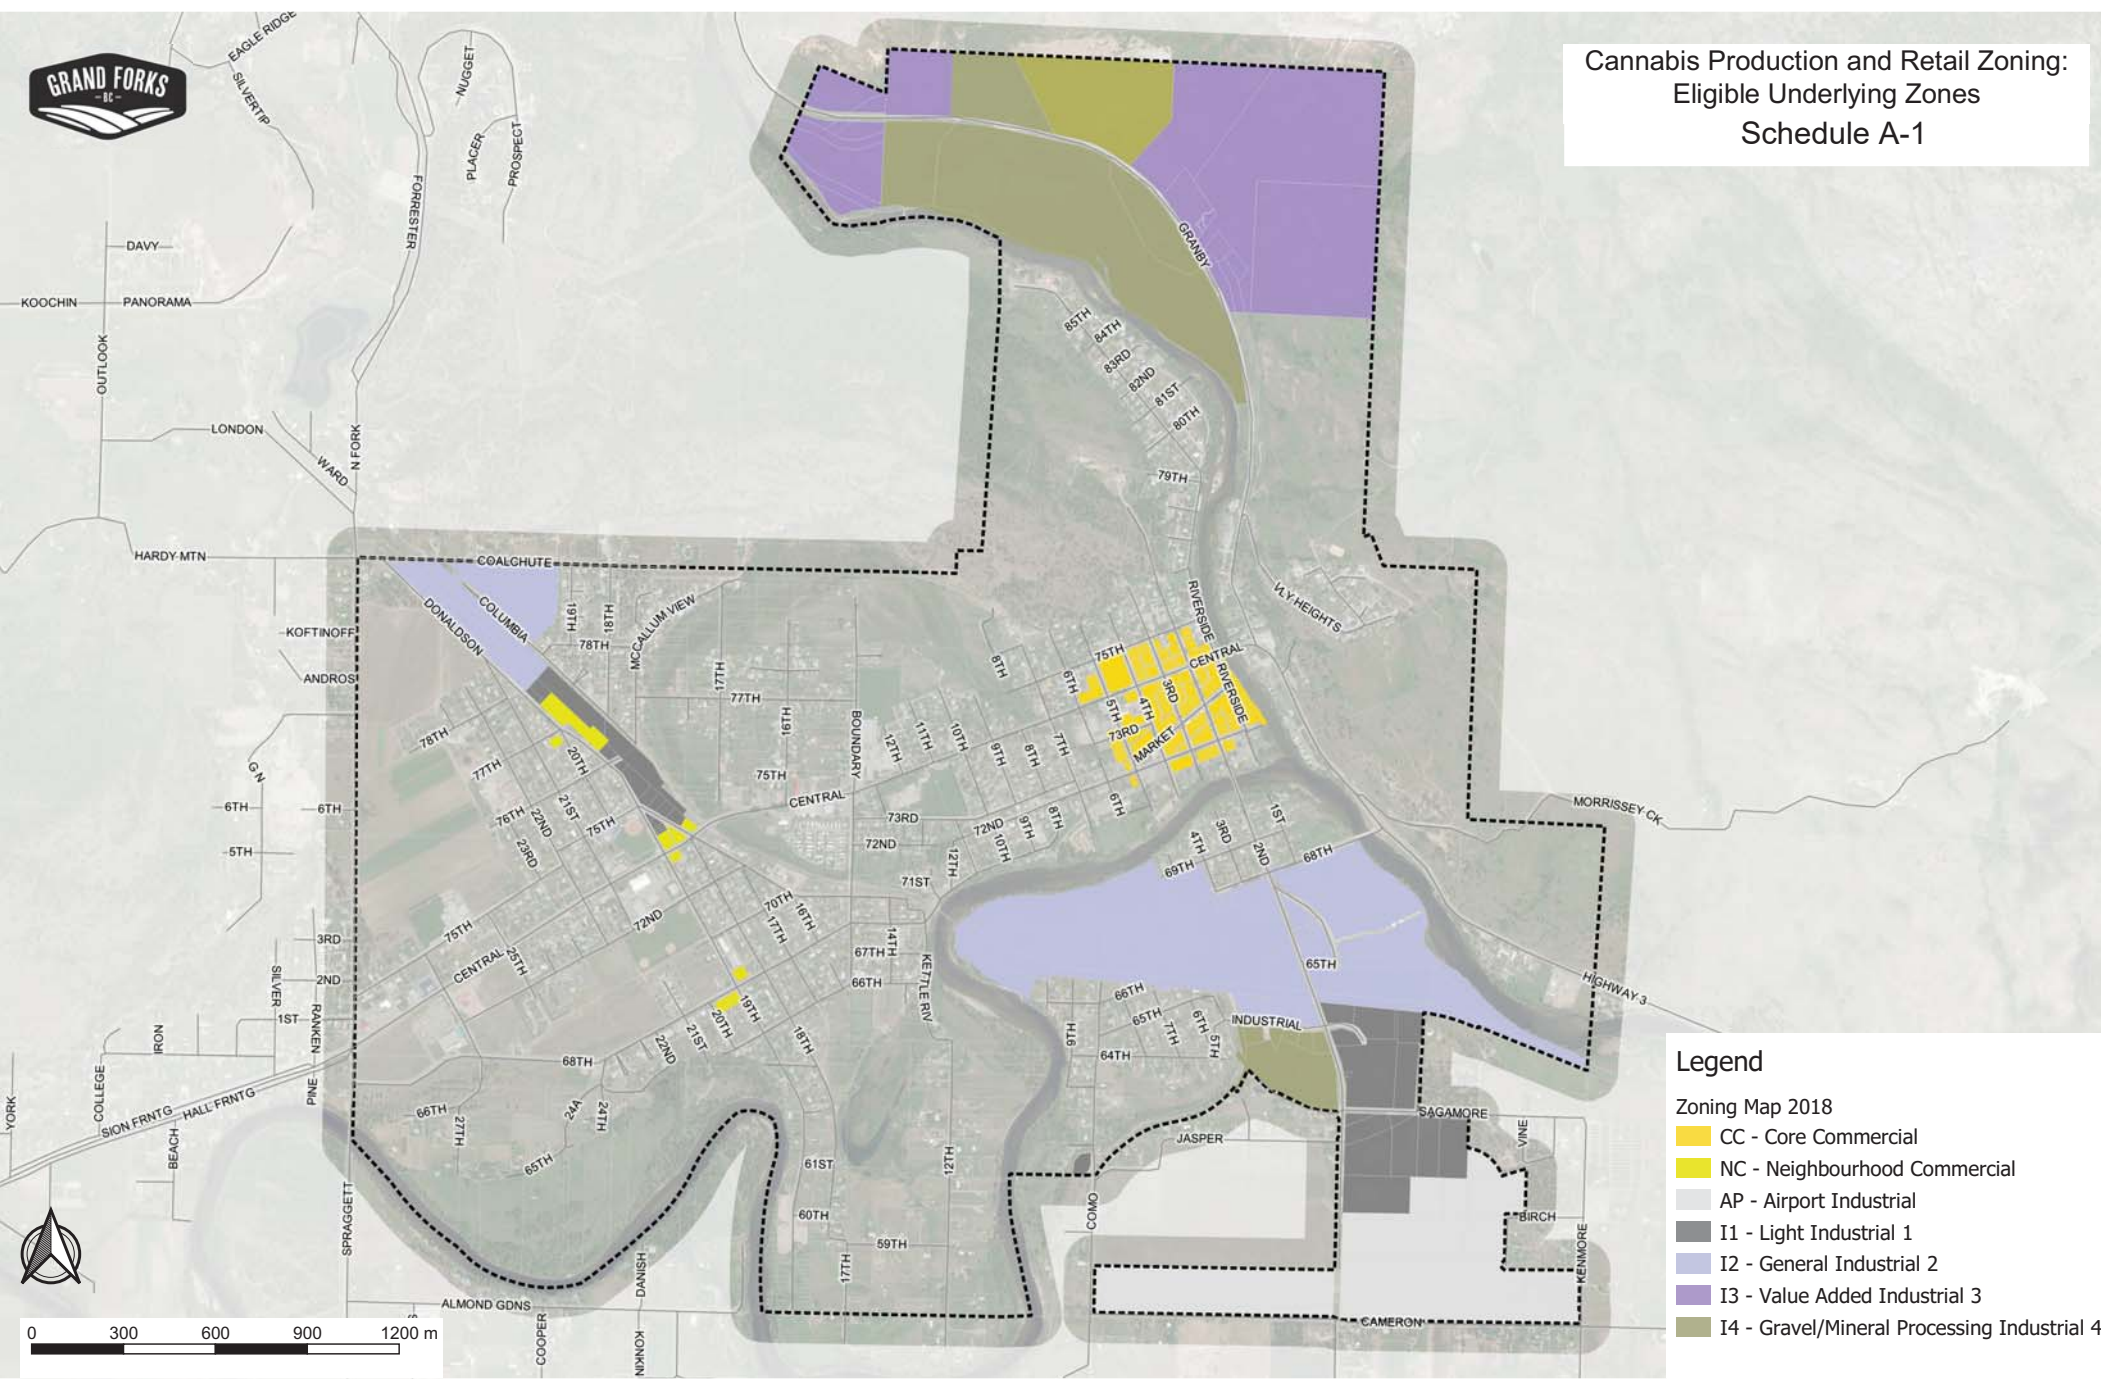 GRAND FORKS
- BC -
Cannabis Production and Retail Zoning:
Eligible Underlying Zones
Schedule A-1
EAGLE RIDGE
SILVERTIP
NUGGET
PLACER
PROSPECT
FORRESTER
DAVY
KOOCHIN
PANORAMA
OUTLOOK
LONDON
WARD
N FORK
HARDY MTN
COALCHUTE
GRANBY
85TH
84TH
83RD
82ND
81ST
80TH
79TH
RIVERSIDE
VLY HEIGHTS
DONALDSON
COLUMBIA
19TH
18TH
78TH
MCCALLUM VIEW
17TH
77TH
16TH
BOUNDARY
75TH
CENTRAL
KOFTINOFF
ANDROS
G N
6TH
6TH
5TH
78TH
77TH
76TH
20TH
21ST
22ND
23RD
75TH
8TH
6TH
75TH
CENTRAL
3RD
RIVERSIDE
5TH
4TH
73RD
MARKET
12TH
11TH
10TH
9TH
8TH
7TH
6TH
73RD
72ND
72ND
10TH
9TH
8TH
12TH
71ST
1ST
3RD
4TH
2ND
69TH
68TH
MORRISSEY CK
HIGHWAY 3
75TH
CENTRAL
25TH
72ND
70TH
16TH
17TH
14TH
67TH
66TH
KETTLE RIV
65TH
3RD
2ND
1ST
SILVER
RANKEN
PINE
IRON
COLLEGE
YORK
BEACH
SION FRNTG
HALL FRNTG
19TH
20TH
21ST
22ND
18TH
68TH
66TH
27TH
24A
24TH
65TH
SPRAGGETT
61ST
60TH
59TH
17TH
12TH
ALMOND GDNS
COOPER
DANISH
KONKIN
66TH
65TH
64TH
9TH
7TH
6TH
5TH
INDUSTRIAL
JASPER
COMO
SAGAMORE
VINE
BIRCH
KENMORE
CAMERON
0 300 600 900 1200 m
Legend
Zoning Map 2018
CC - Core Commercial
NC - Neighbourhood Commercial
AP - Airport Industrial
I1 - Light Industrial 1
I2 - General Industrial 2
I3 - Value Added Industrial 3
I4 - Gravel/Mineral Processing Industrial 4